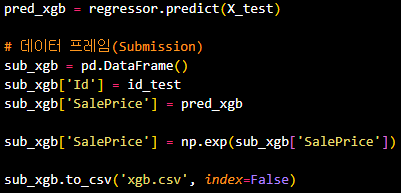 pred_xgb = regressor.predict(X_test)
# 데이터 프레임(Submission)
sub_xgb = pd.DataFrame()
sub_xgb['Id'] = id_test
sub_xgb['SalePrice'] = pred_xgb
sub_xgb['SalePrice'] = np.exp(sub_xgb['SalePrice'])
sub_xgb.to_csv('xgb.csv', index=False)